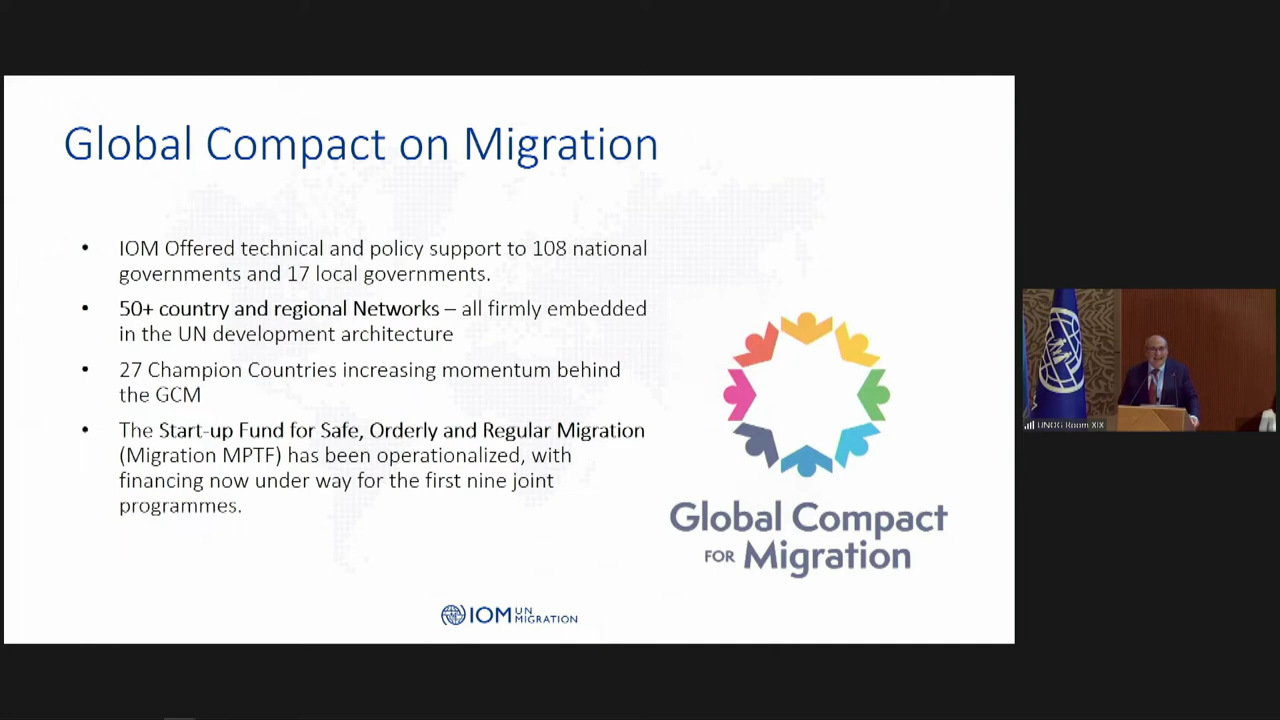 Global Compact on Migration
• IOM Offered technical and policy support to 108 national
governments and 17 local governments.
• 50+ country and regional Networks – all firmly embedded
in the UN development architecture
• 27 Champion Countries increasing momentum behind
the GCM
• The Start-up Fund for Safe, Orderly and Regular Migration
(Migration MPTF) has been operationalized, with
financing now under way for the first nine joint
programmes.
Global Compact
FOR Migration
IOM UN
MIGRATION
UNOG Room XIX